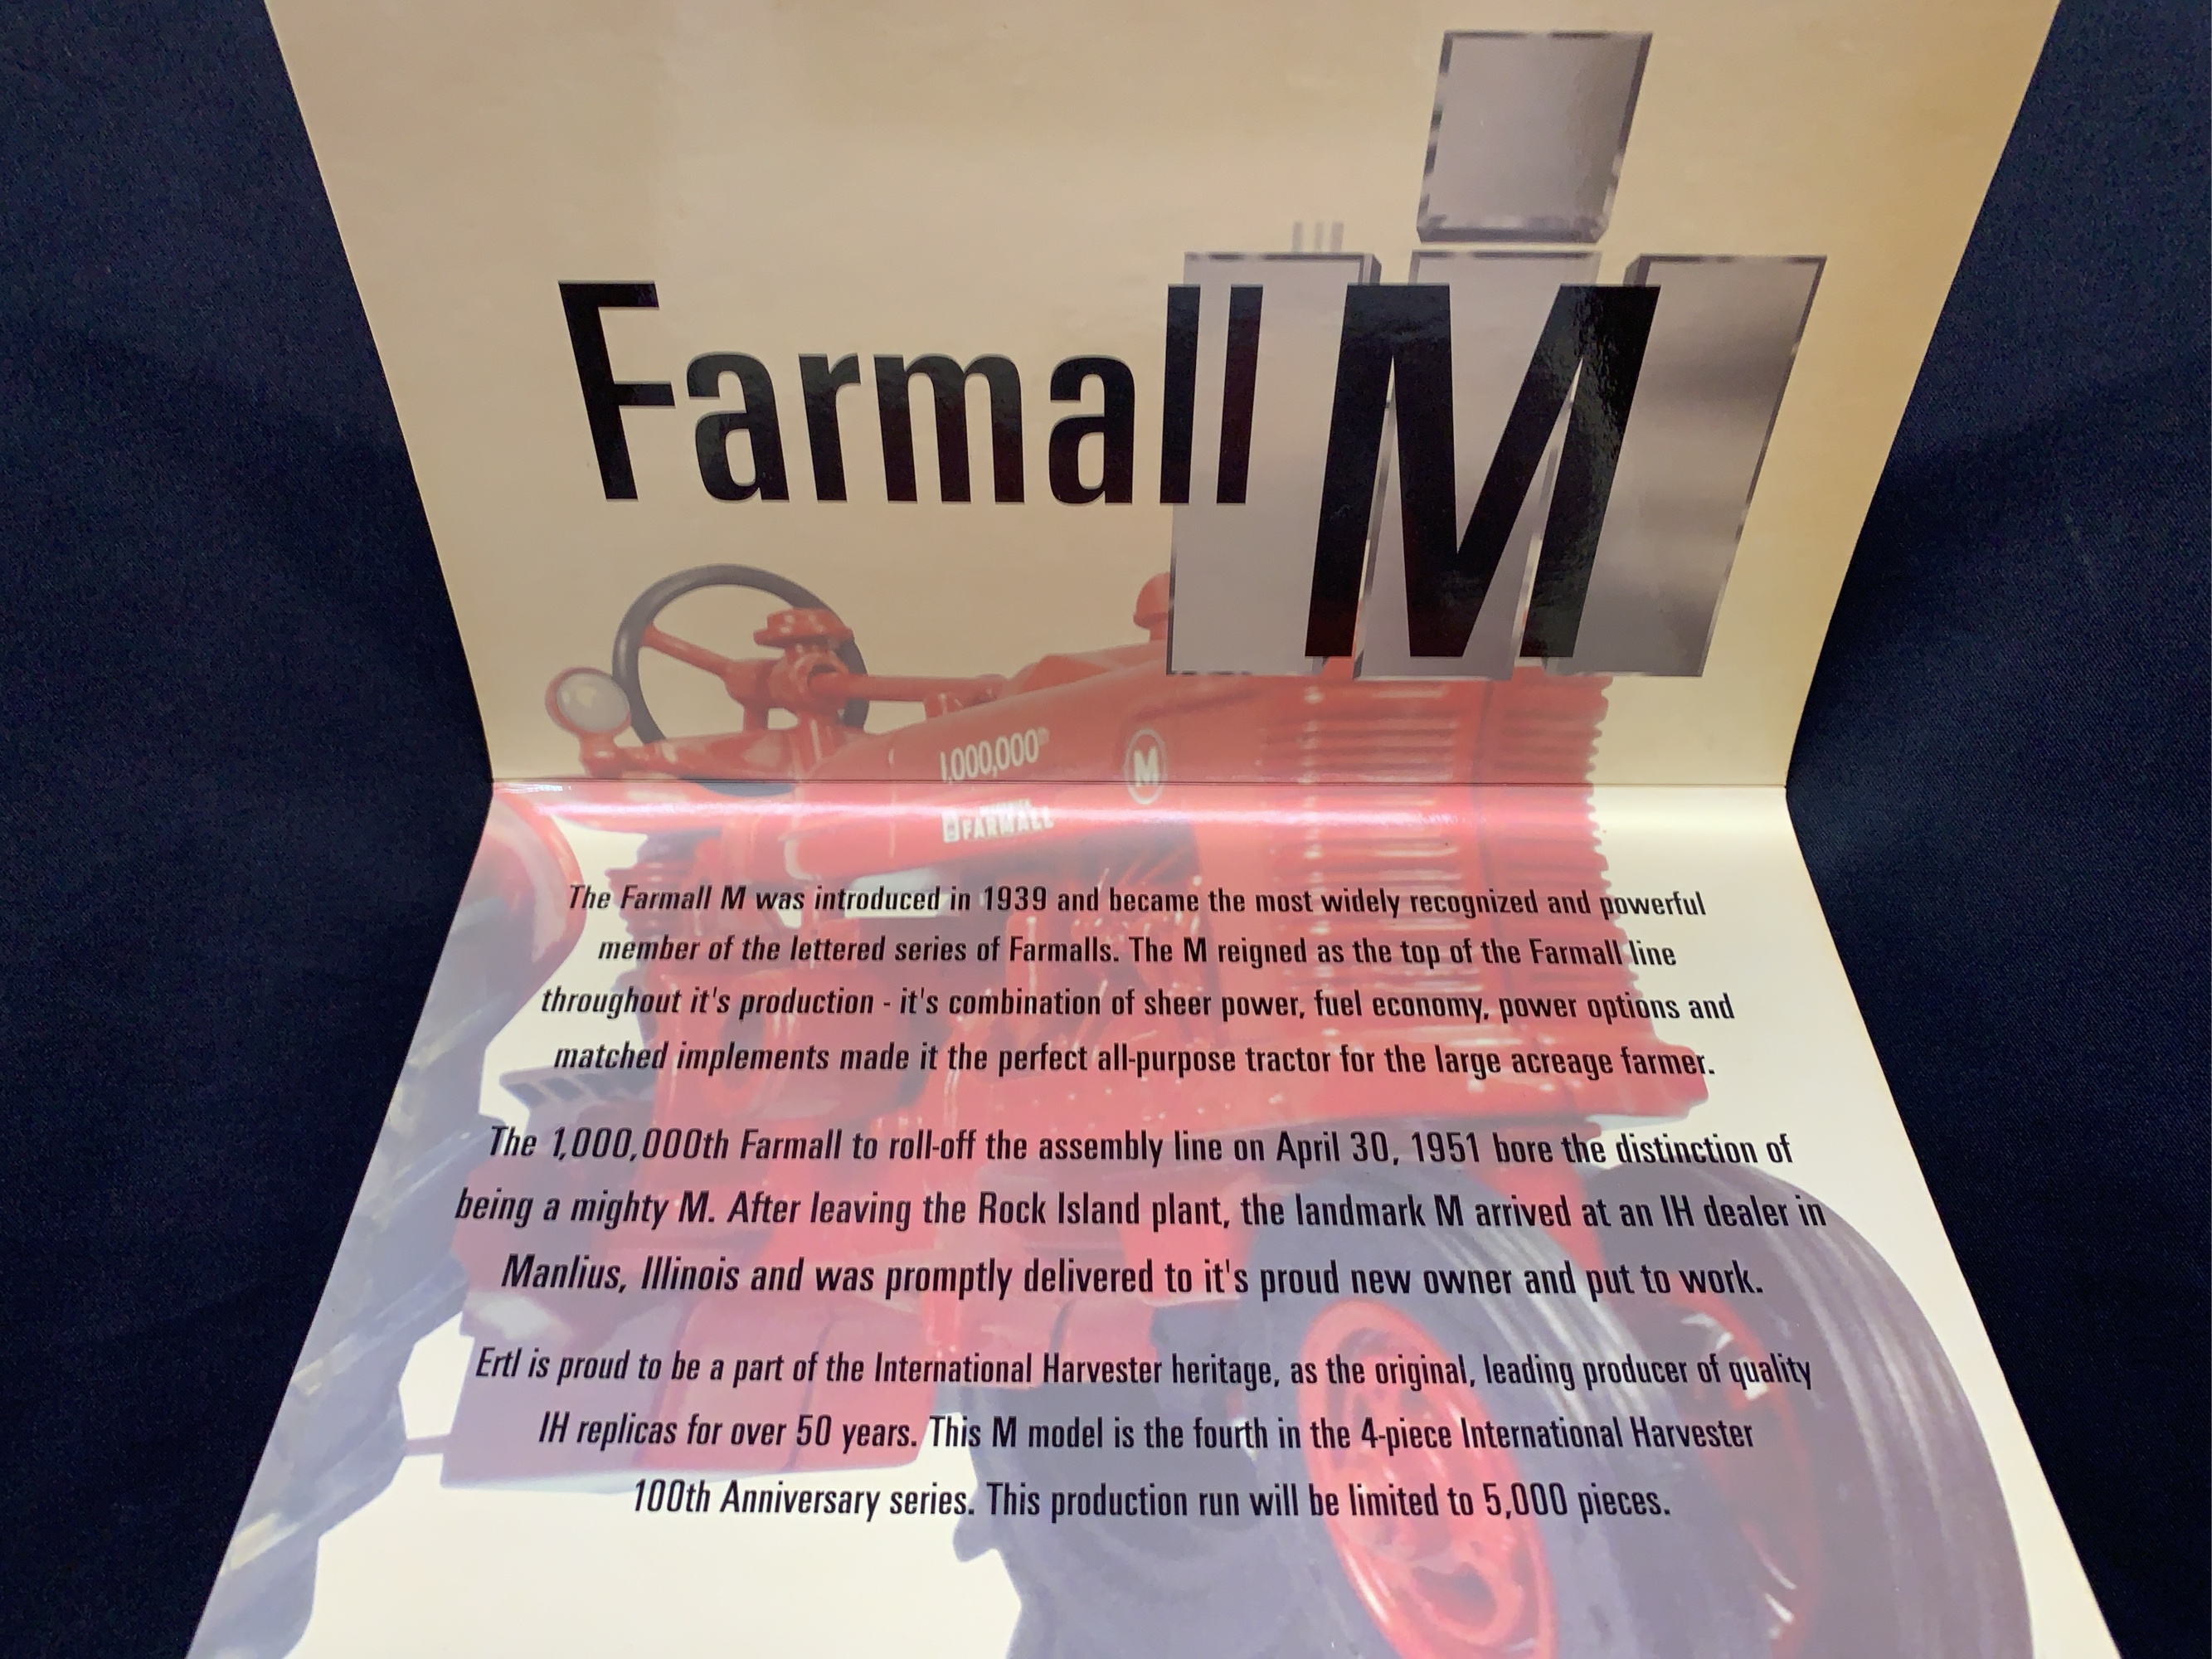 Farmall M
1,000,000th
M
FARMALL
The Farmall M was introduced in 1939 and became the most widely recognized and powerful
member of the lettered series of Farmalls. The M reigned as the top of the Farmall line
throughout it's production - it's combination of sheer power, fuel economy, power options and
matched implements made it the perfect all-purpose tractor for the large acreage farmer.
The 1,000,000th Farmall to roll-off the assembly line on April 30, 1951 bore the distinction of
being a mighty M. After leaving the Rock Island plant, the landmark M arrived at an IH dealer in
Manlius, Illinois and was promptly delivered to it's proud new owner and put to work.
Ertl is proud to be a part of the International Harvester heritage, as the original, leading producer of quality
IH replicas for over 50 years. This M model is the fourth in the 4-piece International Harvester
100th Anniversary series. This production run will be limited to 5,000 pieces.